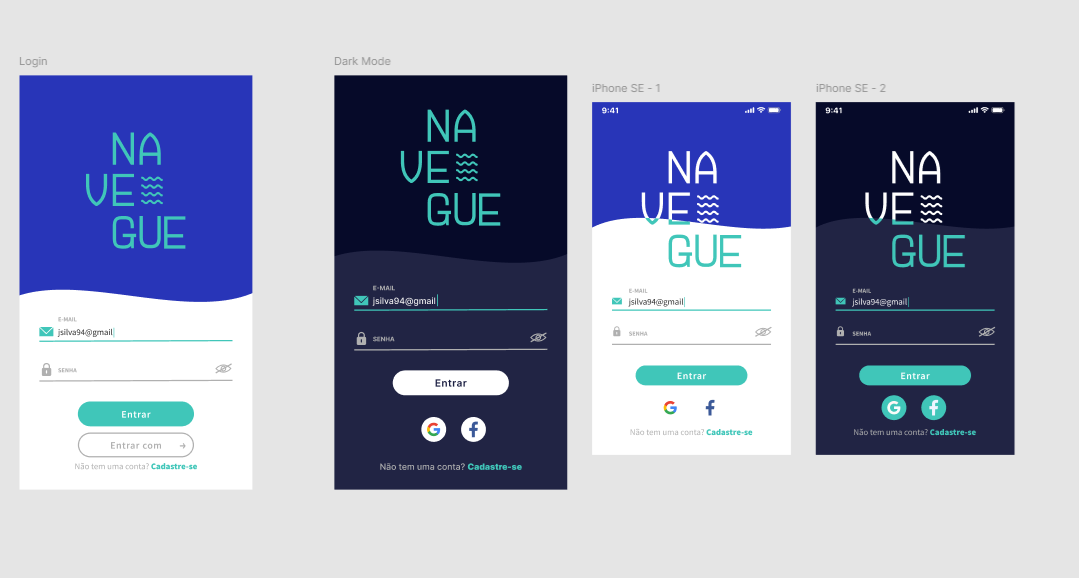 Login
NA
VE
GUE
E-MAIL
jsilva94@gmail
SENHA
Entrar
Entrar com →
Não tem uma conta? Cadastre-se
Dark Mode
NA
VE
GUE
E-MAIL
jsilva94@gmail
SENHA
Entrar
G f
Não tem uma conta? Cadastre-se
iPhone SE - 1
9:41
NA
VE
GUE
E-MAIL
jsilva94@gmail
SENHA
Entrar
G f
Não tem uma conta? Cadastre-se
iPhone SE - 2
9:41
NA
VE
GUE
E-MAIL
jsilva94@gmail
SENHA
Entrar
G f
Não tem uma conta? Cadastre-se